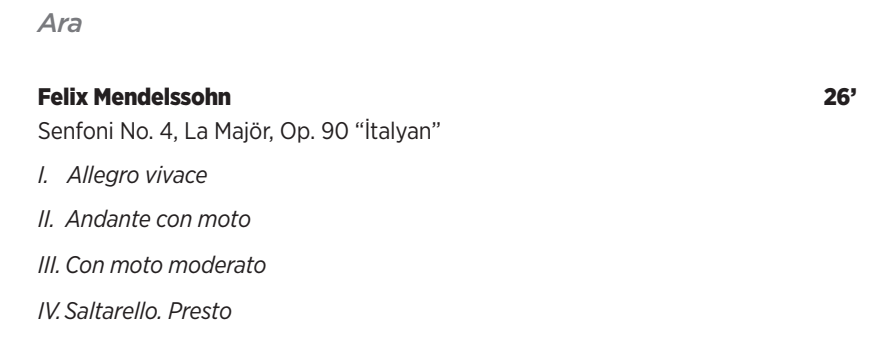 Ara
Felix Mendelssohn 26’
Senfoni No. 4, La Majör, Op. 90 “İtalyan”
I. Allegro vivace
II. Andante con moto
III. Con moto moderato
IV. Saltarello. Presto